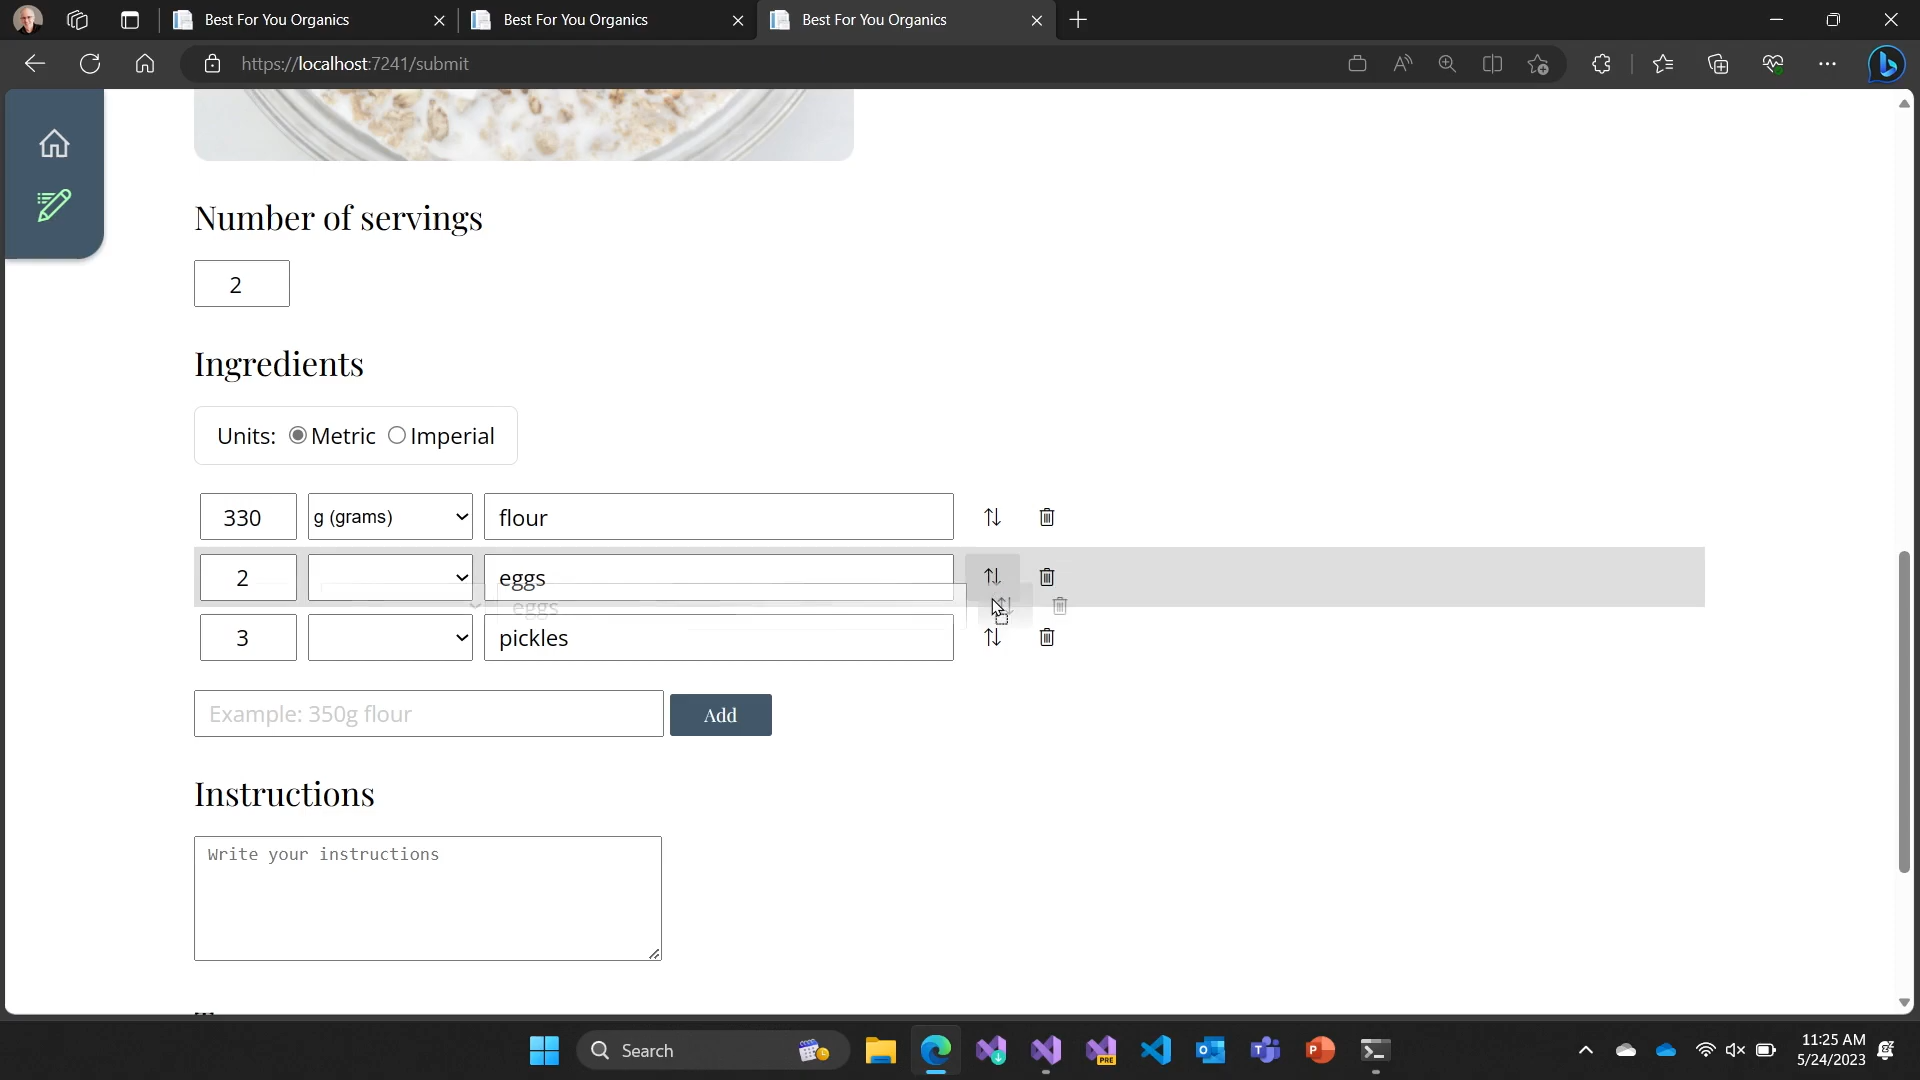 Best For You Organics
Best For You Organics
Best For You Organics
https://localhost:7241/submit
Number of servings
2
Ingredients
Units: Metric Imperial
330 g (grams) flour
2 eggs
eggs
3 pickles
Example: 350g flour Add
Instructions
Write your instructions
Search
PRE
11:25 AM
5/24/2023